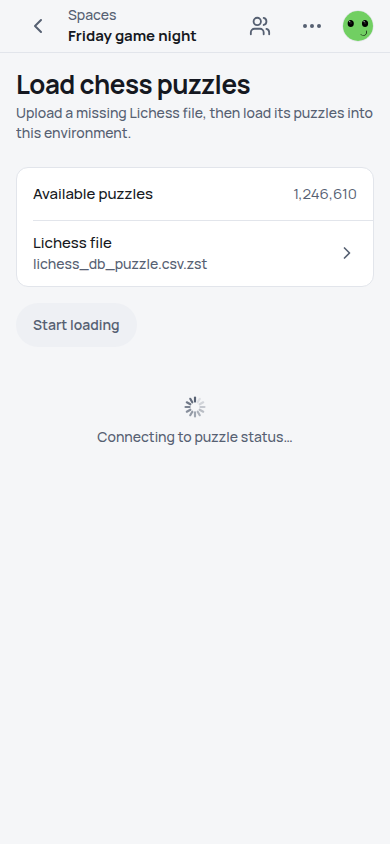 Spaces
Friday game night
Load chess puzzles
Upload a missing Lichess file, then load its puzzles into
this environment.
Available puzzles
1,246,610
Lichess file
lichess_db_puzzle.csv.zst
Start loading
Connecting to puzzle status…